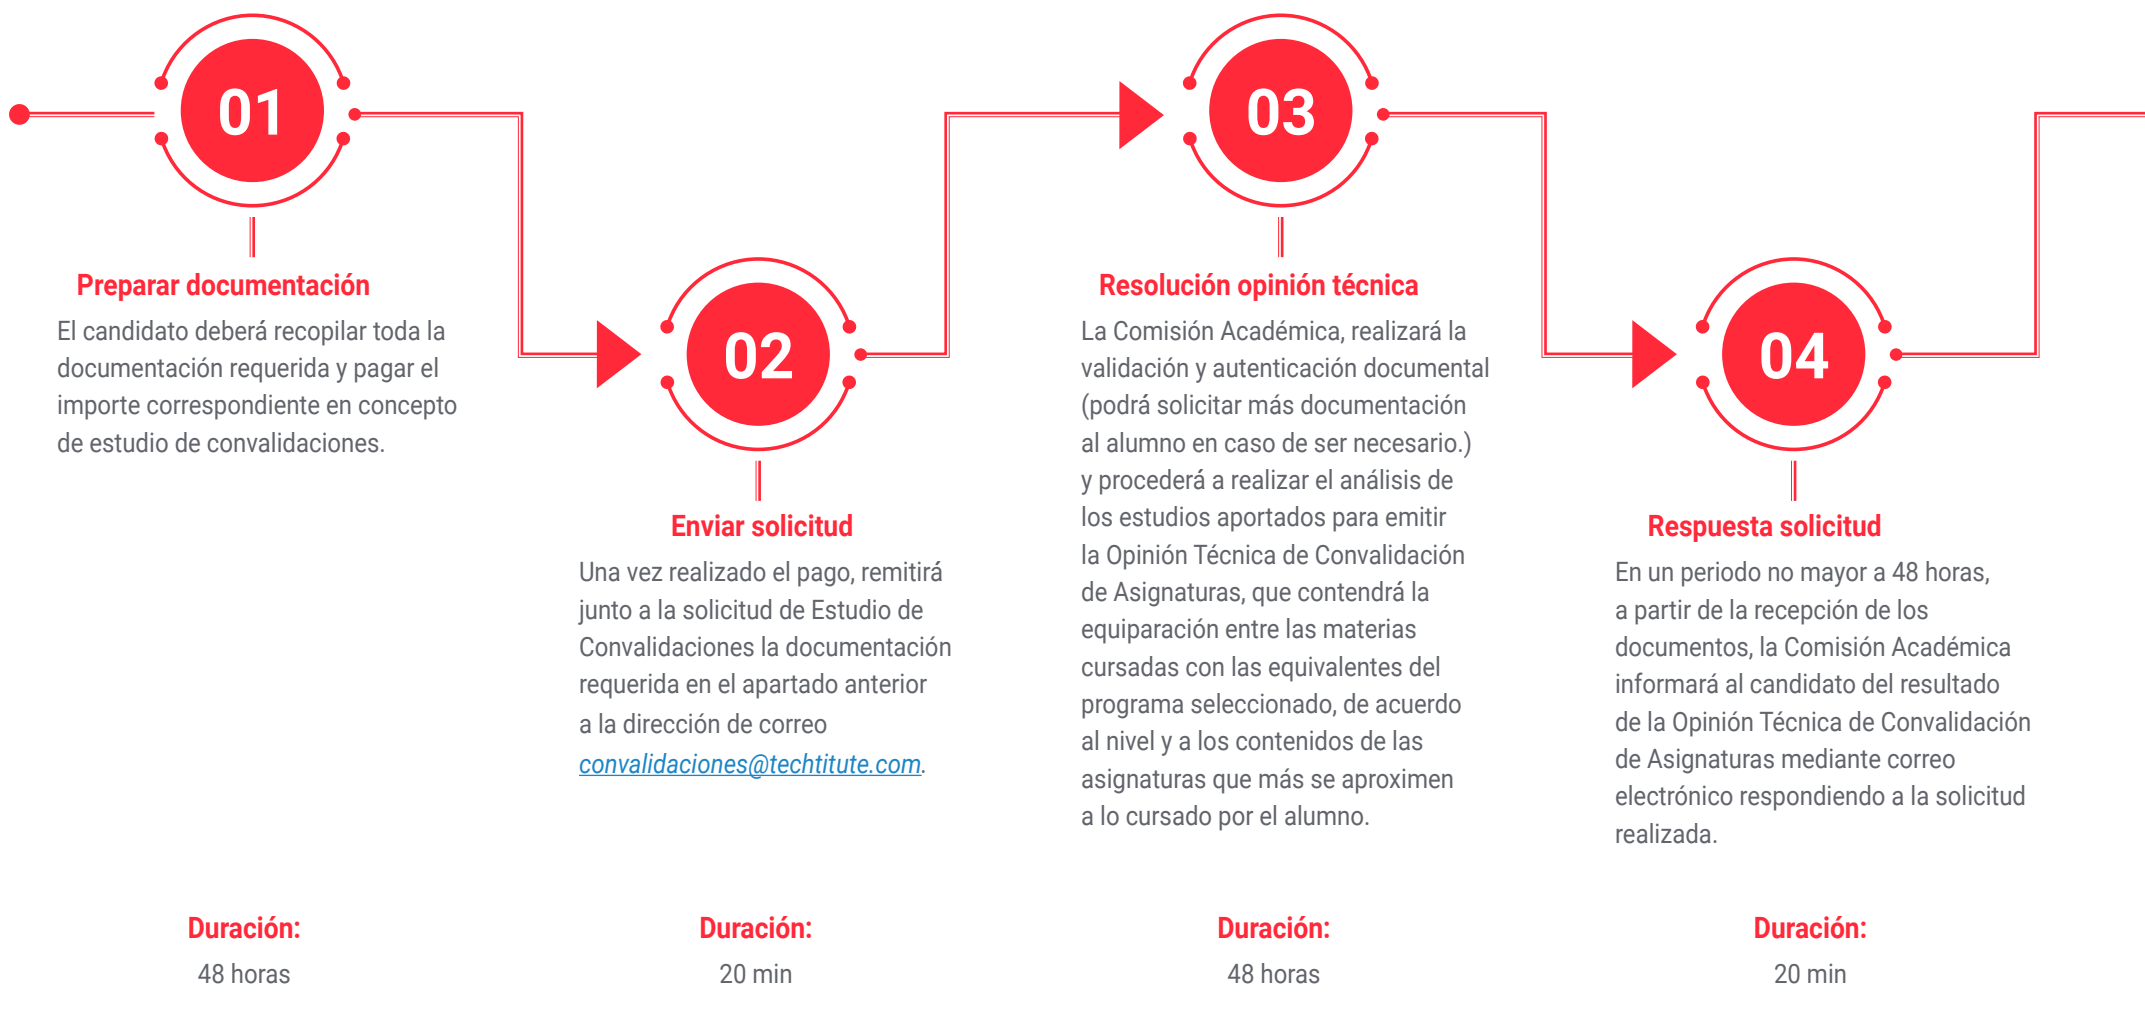 01
Preparar documentación
El candidato deberá recopilar toda la
documentación requerida y pagar el
importe correspondiente en concepto
de estudio de convalidaciones.
Duración:
48 horas
02
Enviar solicitud
Una vez realizado el pago, remitirá
junto a la solicitud de Estudio de
Convalidaciones la documentación
requerida en el apartado anterior
a la dirección de correo
convalidaciones@techtitute.com.
Duración:
20 min
03
Resolución opinión técnica
La Comisión Académica, realizará la
validación y autenticación documental
(podrá solicitar más documentación
al alumno en caso de ser necesario.)
y procederá a realizar el análisis de
los estudios aportados para emitir
la Opinión Técnica de Convalidación
de Asignaturas, que contendrá la
equiparación entre las materias
cursadas con las equivalentes del
programa seleccionado, de acuerdo
al nivel y a los contenidos de las
asignaturas que más se aproximen
a lo cursado por el alumno.
Duración:
48 horas
04
Respuesta solicitud
En un periodo no mayor a 48 horas,
a partir de la recepción de los
documentos, la Comisión Académica
informará al candidato del resultado
de la Opinión Técnica de Convalidación
de Asignaturas mediante correo
electrónico respondiendo a la solicitud
realizada.
Duración:
20 min